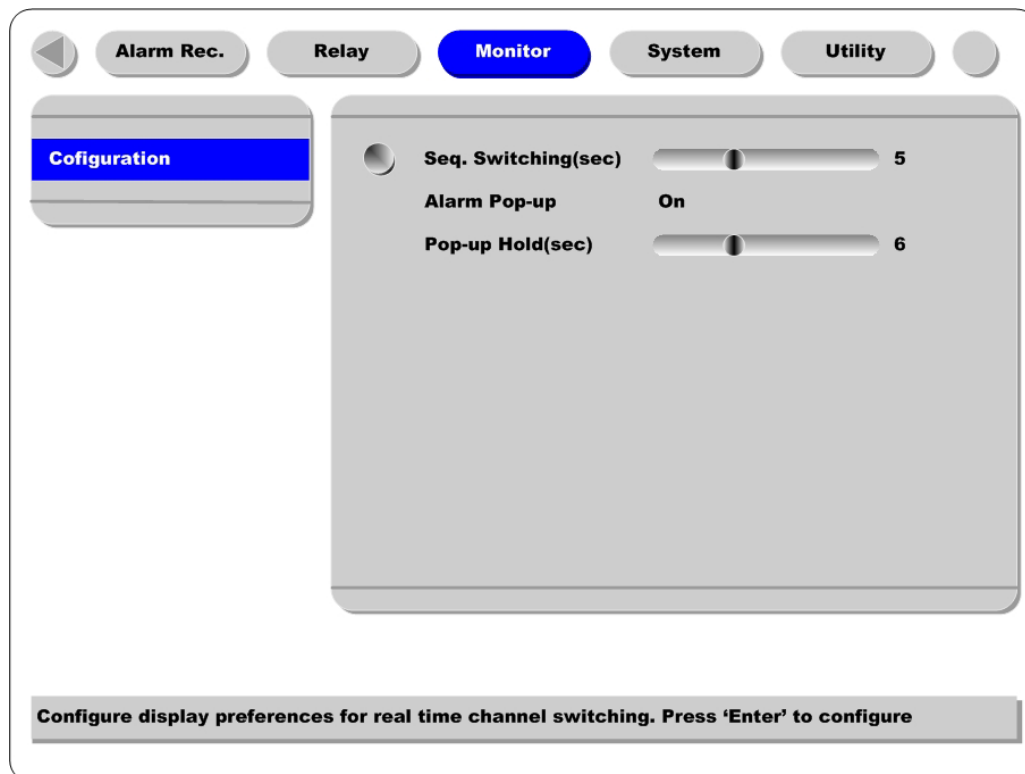 Alarm Rec. Relay Monitor System Utility
Cofiguration
Seq. Switching(sec) 5
Alarm Pop-up On
Pop-up Hold(sec) 6
Configure display preferences for real time channel switching. Press ‘Enter’ to configure